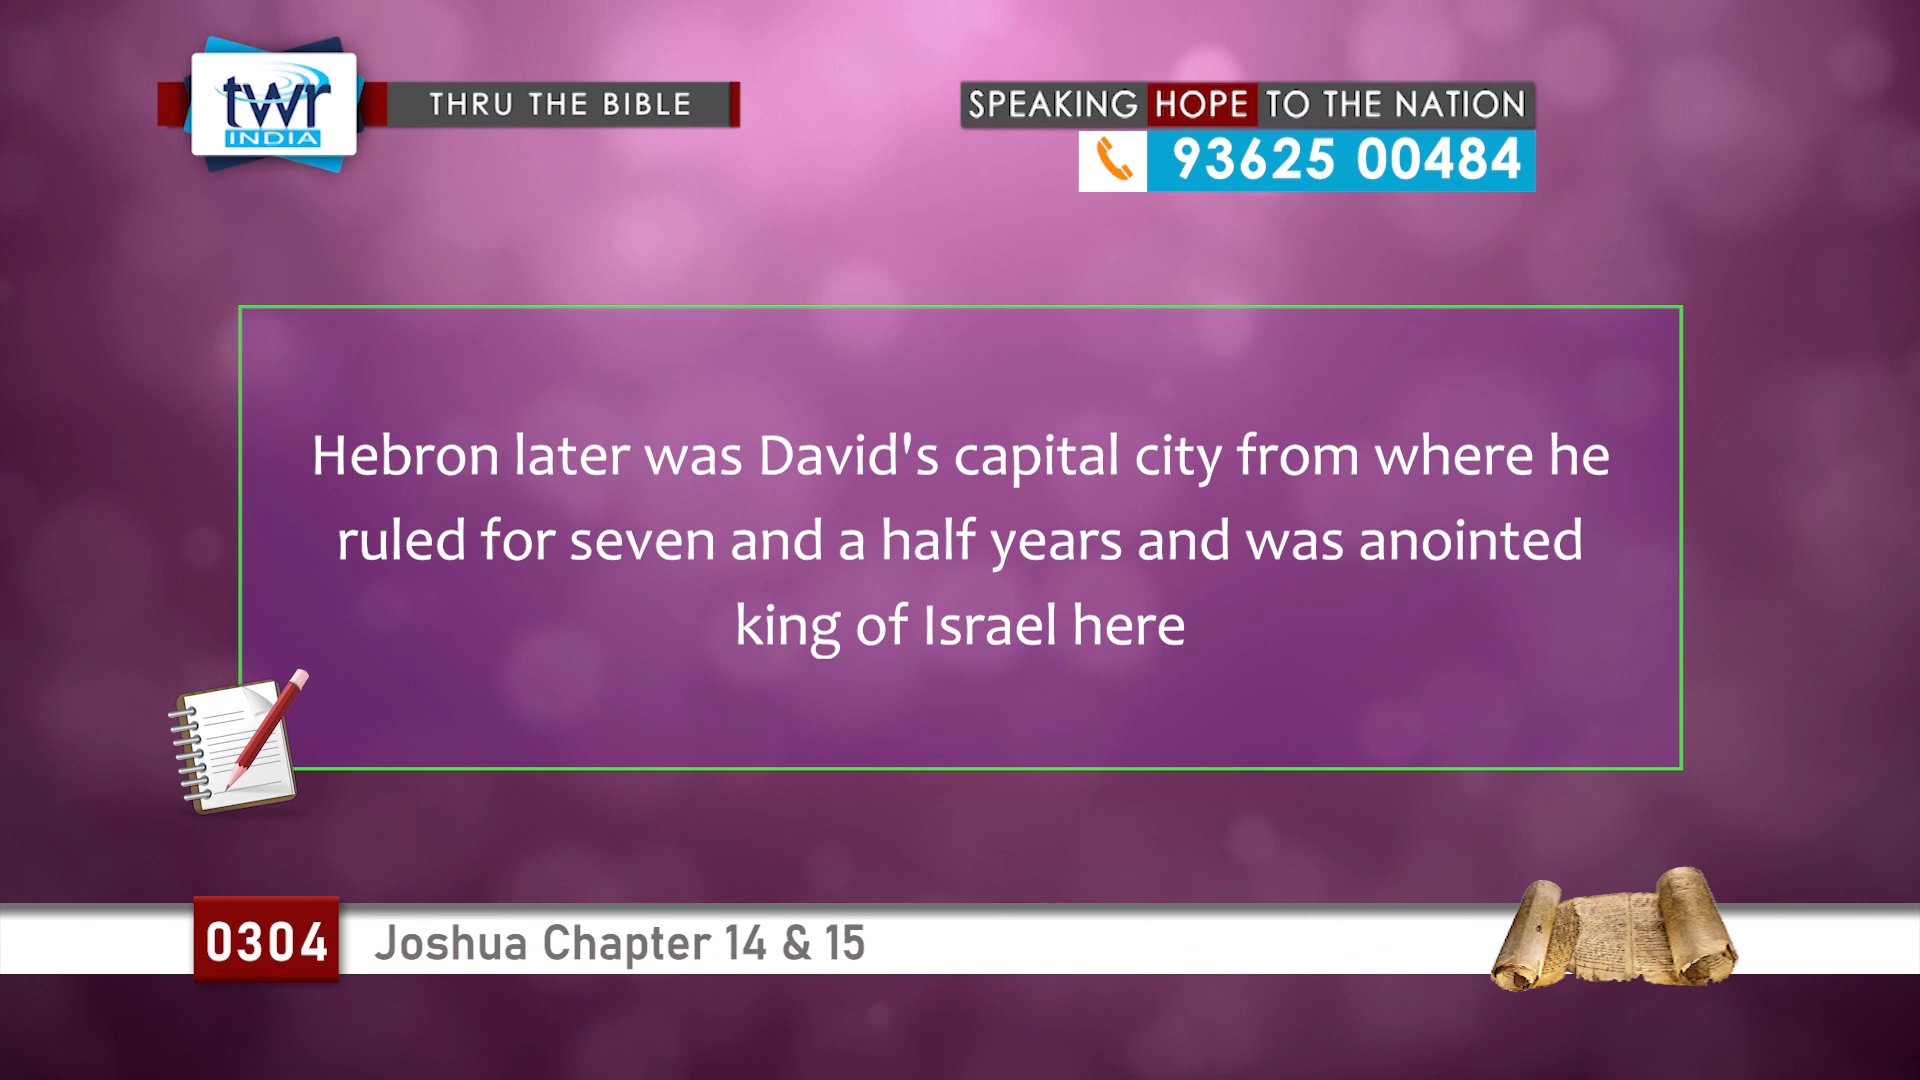 twr
INDIA
THRU THE BIBLE
SPEAKING HOPE TO THE NATION
93625 00484
Hebron later was David's capital city from where he
ruled for seven and a half years and was anointed
king of Israel here
0304 Joshua Chapter 14 & 15